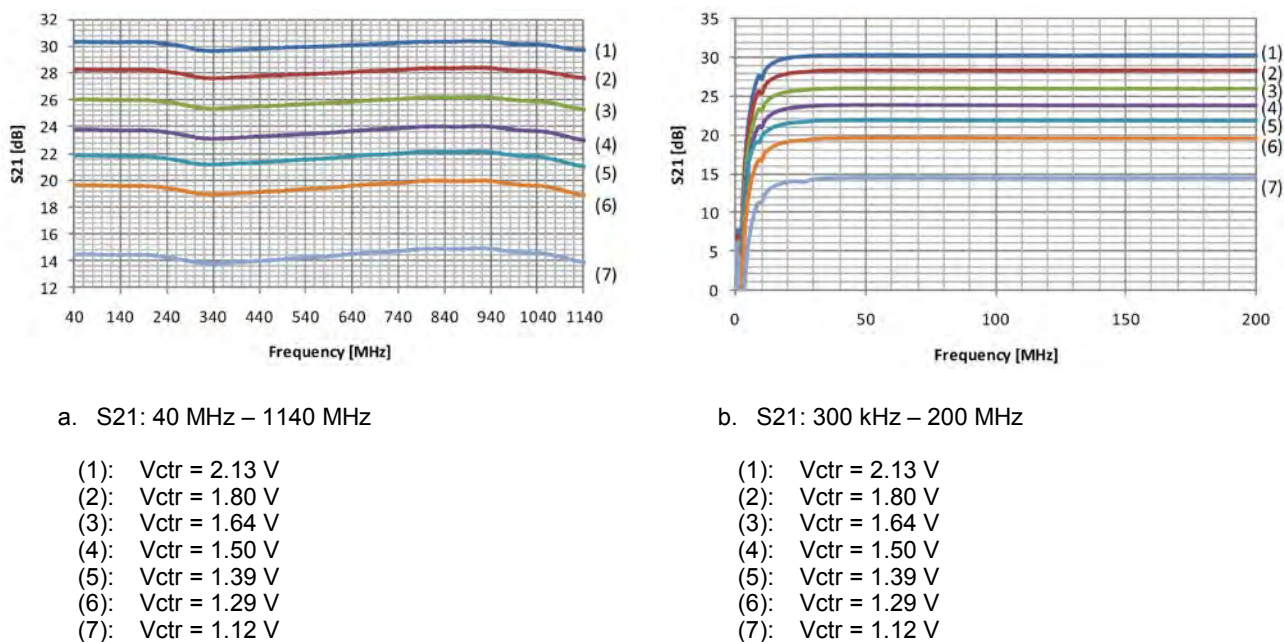 32
30
28
26
24
22
20
18
16
14
12
S21 [dB]
40 140 240 340 440 540 640 740 840 940 1040 1140
Frequency [MHz]
(1)
(2)
(3)
(4)
(5)
(6)
(7)
35
30
25
20
15
10
5
0
S21 [dB]
0 50 100 150 200
Frequency [MHz]
(1)
(2)
(3)
(4)
(5)
(6)
(7)
a. S21: 40 MHz – 1140 MHz
(1): Vctr = 2.13 V
(2): Vctr = 1.80 V
(3): Vctr = 1.64 V
(4): Vctr = 1.50 V
(5): Vctr = 1.39 V
(6): Vctr = 1.29 V
(7): Vctr = 1.12 V
b. S21: 300 kHz – 200 MHz
(1): Vctr = 2.13 V
(2): Vctr = 1.80 V
(3): Vctr = 1.64 V
(4): Vctr = 1.50 V
(5): Vctr = 1.39 V
(6): Vctr = 1.29 V
(7): Vctr = 1.12 V